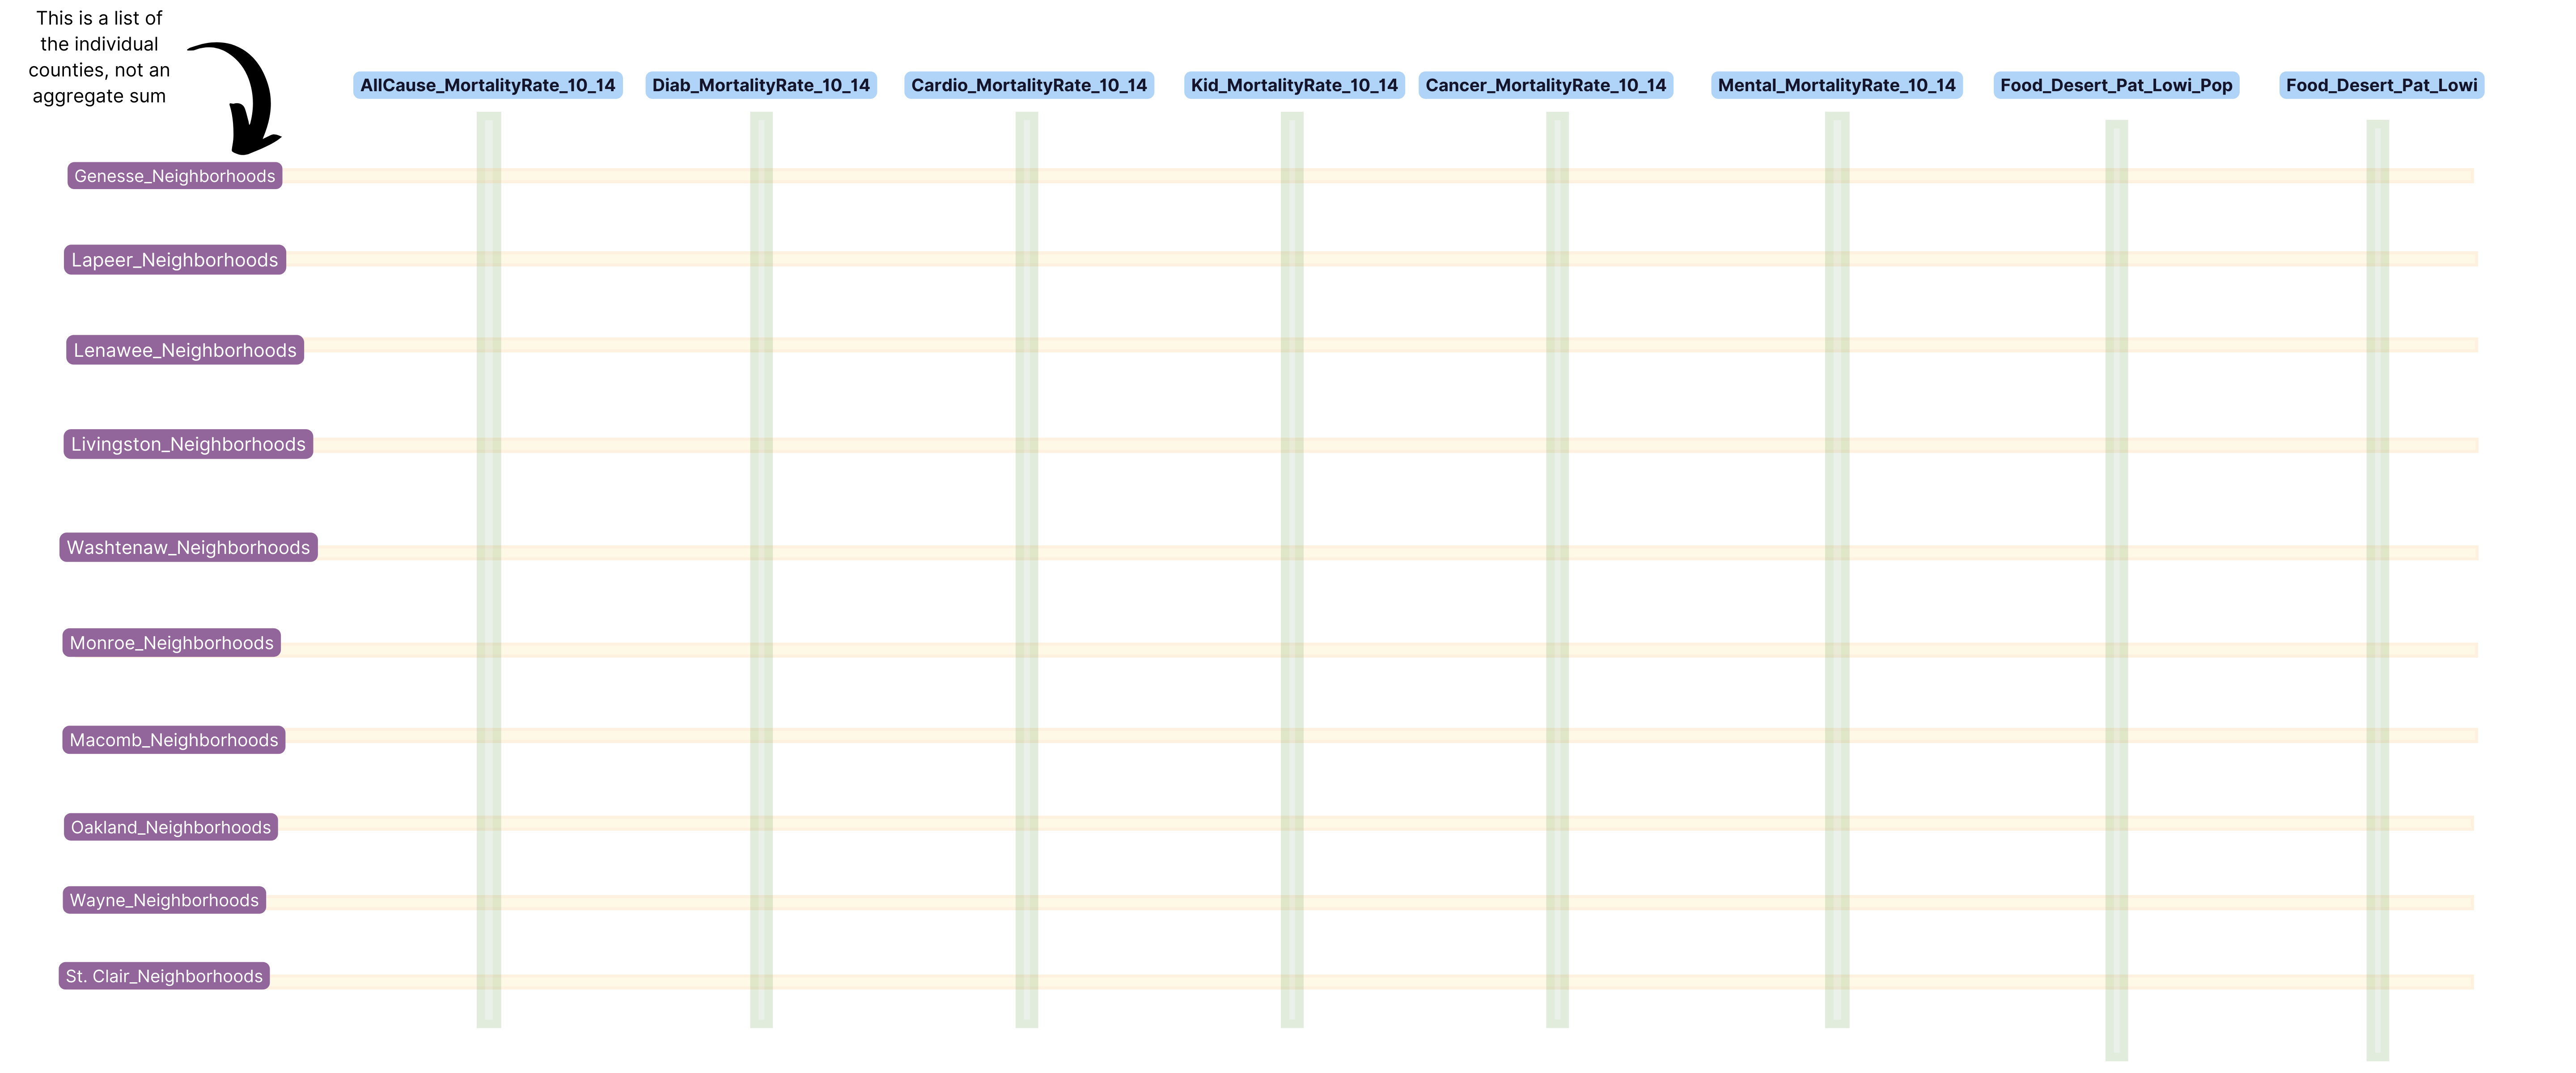 This is a list of
the individual
counties, not an
aggregate sum
AllCause_MortalityRate_10_14
Diab_MortalityRate_10_14
Cardio_MortalityRate_10_14
Kid_MortalityRate_10_14
Cancer_MortalityRate_10_14
Mental_MortalityRate_10_14
Food_Desert_Pat_Lowi_Pop
Food_Desert_Pat_Lowi
Genesse_Neighborhoods
Lapeer_Neighborhoods
Lenawee_Neighborhoods
Livingston_Neighborhoods
Washtenaw_Neighborhoods
Monroe_Neighborhoods
Macomb_Neighborhoods
Oakland_Neighborhoods
Wayne_Neighborhoods
St. Clair_Neighborhoods